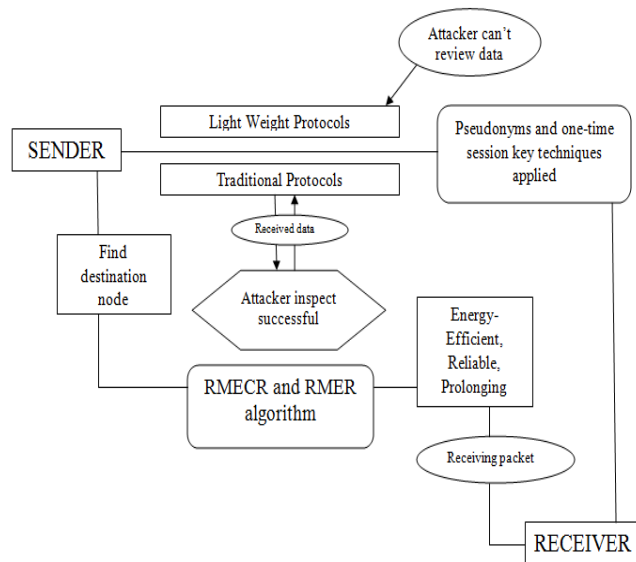 Attacker can't
review data
Light Weight Protocols
Pseudonyms and one-time
session key techniques
applied
SENDER
Traditional Protocols
Received data
Find
destination
node
Attacker inspect
successful
Energy-
Efficient,
Reliable,
Prolonging
RMECR and RMER
algorithm
Receiving packet
RECEIVER